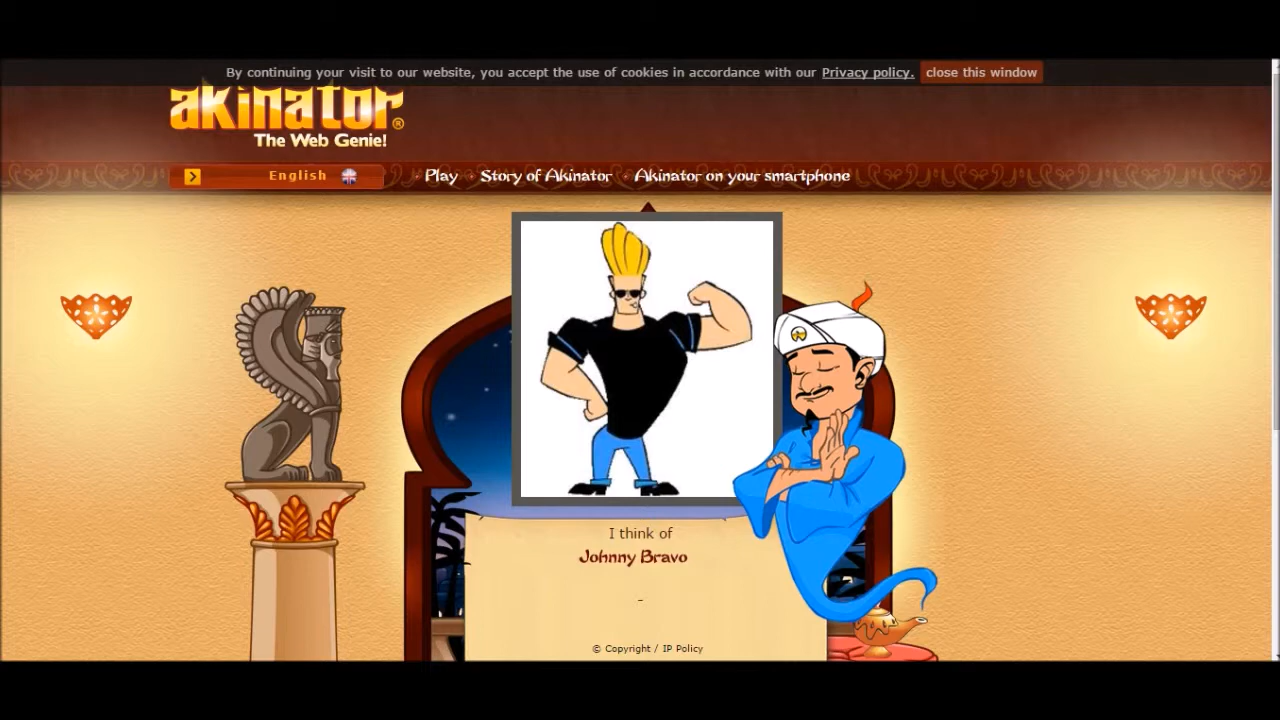 By continuing your visit to our website, you accept the use of cookies in accordance with our Privacy policy. close this window
akinator®
The Web Genie!
English · Play · Story of Akinator · Akinator on your smartphone
I think of
Johnny Bravo
-
© Copyright / IP Policy